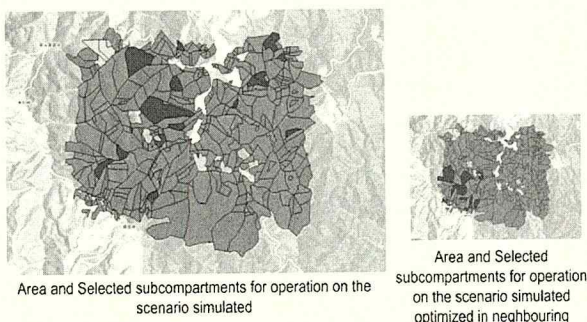 Area and Selected subcompartments for operation on the
scenario simulated
Area and Selected
subcompartments for operation
on the scenario simulated
optimized in neghbouring